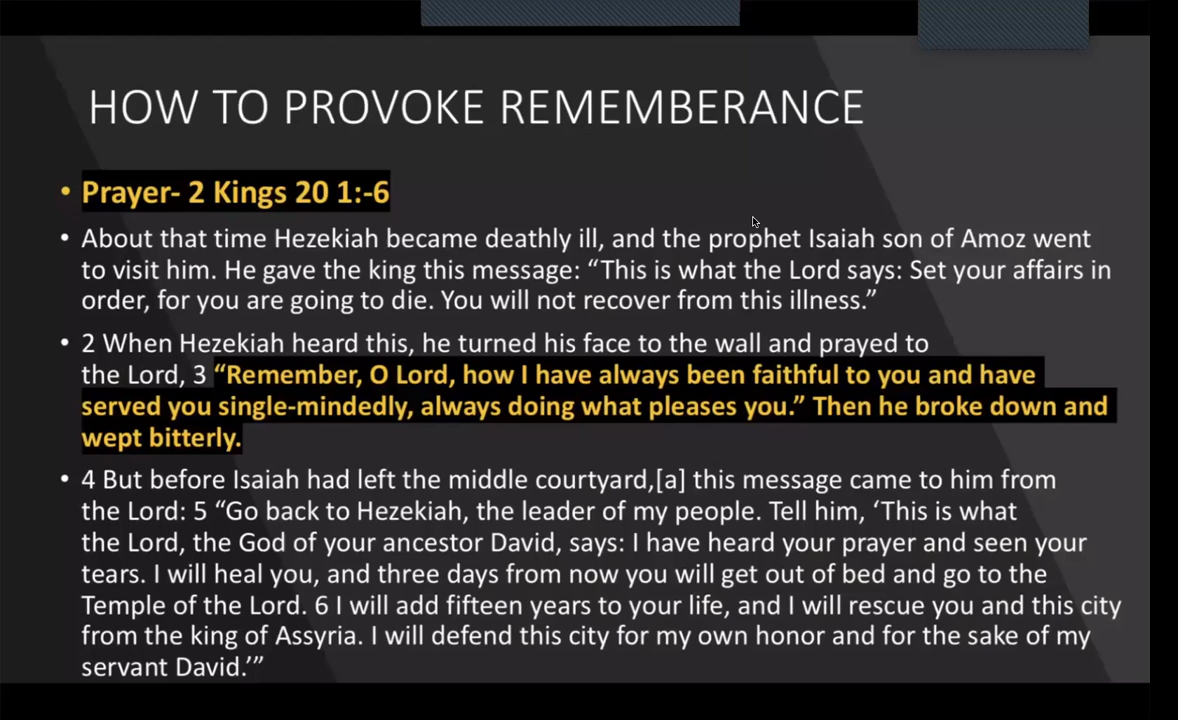 HOW TO PROVOKE REMEMBERANCE
• Prayer- 2 Kings 20 1:-6
• About that time Hezekiah became deathly ill, and the prophet Isaiah son of Amoz went
to visit him. He gave the king this message: “This is what the Lord says: Set your affairs in
order, for you are going to die. You will not recover from this illness.”
• 2 When Hezekiah heard this, he turned his face to the wall and prayed to
the Lord, 3 “Remember, O Lord, how I have always been faithful to you and have
served you single-mindedly, always doing what pleases you.” Then he broke down and
wept bitterly.
• 4 But before Isaiah had left the middle courtyard,[a] this message came to him from
the Lord: 5 “Go back to Hezekiah, the leader of my people. Tell him, ‘This is what
the Lord, the God of your ancestor David, says: I have heard your prayer and seen your
tears. I will heal you, and three days from now you will get out of bed and go to the
Temple of the Lord. 6 I will add fifteen years to your life, and I will rescue you and this city
from the king of Assyria. I will defend this city for my own honor and for the sake of my
servant David.’”